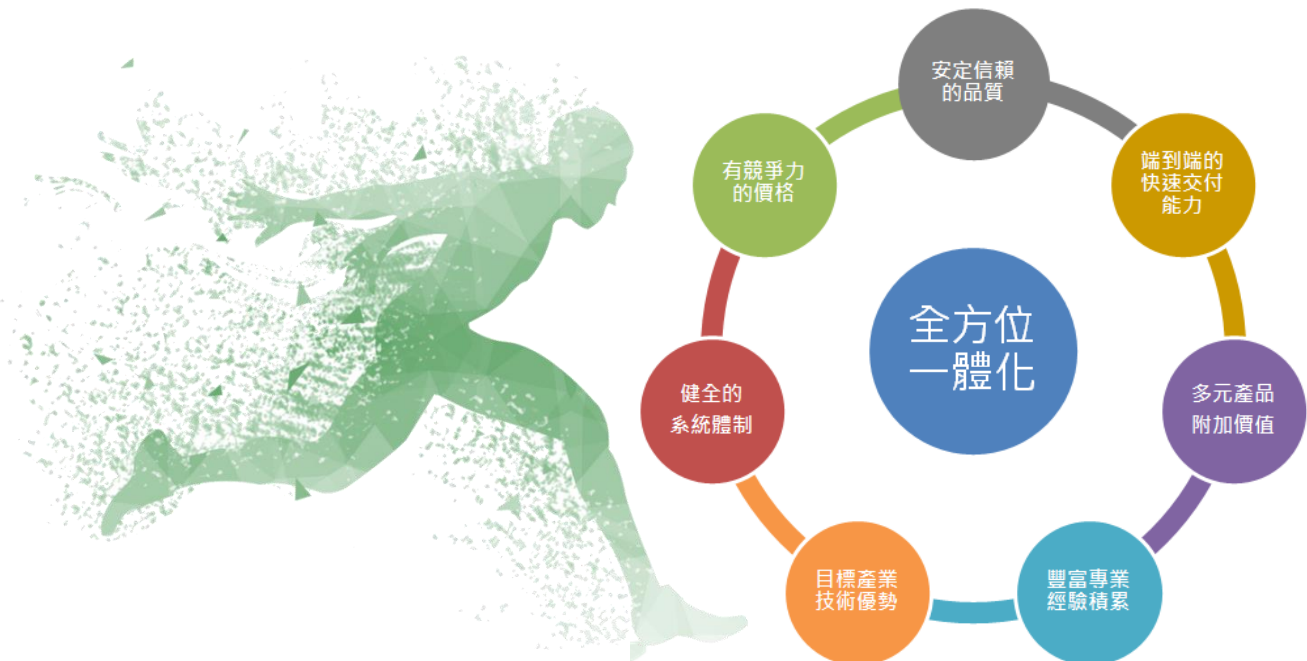 安定信賴
的品質
端到端的
快速交付
能力
多元產品
附加價值
豐富專業
經驗積累
目標產業
技術優勢
健全的
系統體制
有競爭力
的價格
全方位
一體化